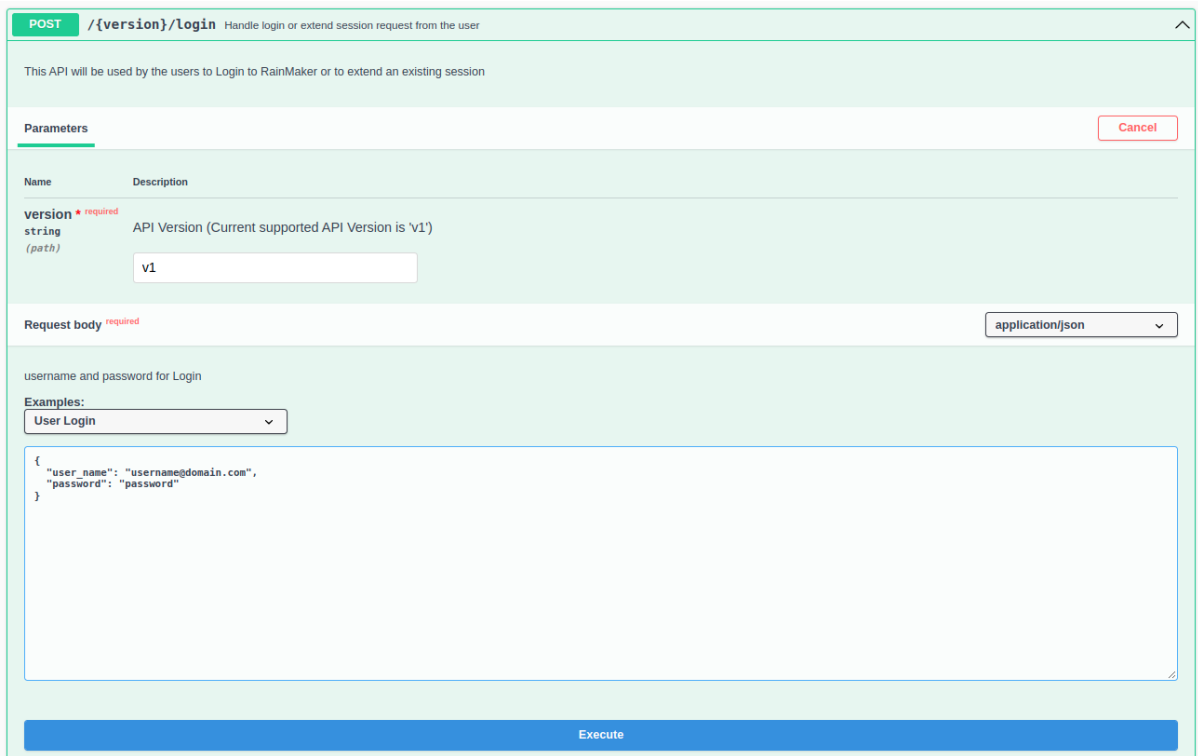 POST /{version}/login Handle login or extend session request from the user
This API will be used by the users to Login to RainMaker or to extend an existing session
Parameters
Cancel
Name Description
version * required
string
(path)
API Version (Current supported API Version is 'v1')
v1
Request body required
application/json
username and password for Login
Examples:
User Login
{
  "user_name": "username@domain.com",
  "password": "password"
}
Execute